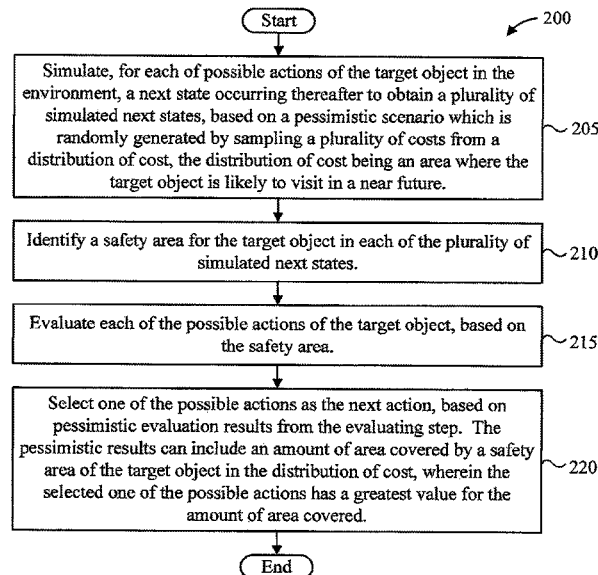 Start
200
Simulate, for each of possible actions of the target object in the
environment, a next state occurring thereafter to obtain a plurality of
simulated next states, based on a pessimistic scenario which is
randomly generated by sampling a plurality of costs from a
distribution of cost, the distribution of cost being an area where the
target object is likely to visit in a near future.
205
Identify a safety area for the target object in each of the plurality of
simulated next states.
210
Evaluate each of the possible actions of the target object, based on
the safety area.
215
Select one of the possible actions as the next action, based on
pessimistic evaluation results from the evaluating step. The
pessimistic results can include an amount of area covered by a safety
area of the target object in the distribution of cost, wherein the
selected one of the possible actions has a greatest value for the
amount of area covered.
220
End